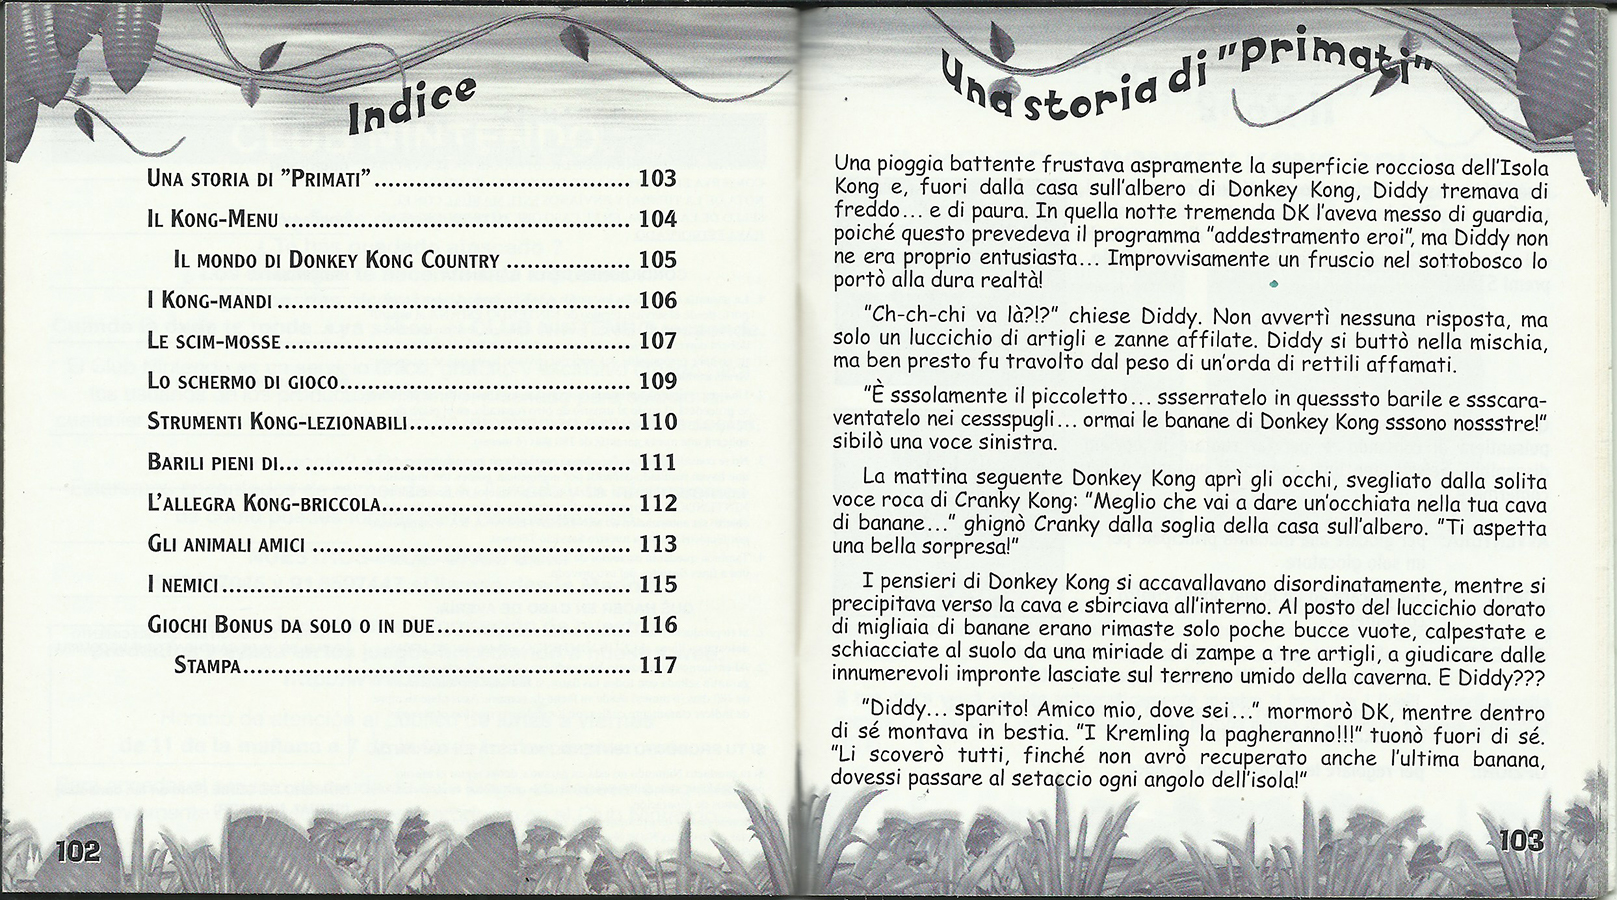 Indice
UNA STORIA DI "PRIMATI"................................. 103
IL KONG-MENU ............................................. 104
IL MONDO DI DONKEY KONG COUNTRY ................ 105
I KONG-MANDI .............................................. 106
LE SCIM-MOSSE ............................................. 107
LO SCHERMO DI GIOCO...................................... 109
STRUMENTI KONG-LEZIONABILI............................. 110
BARILI PIENI DI... .......................................... 111
L'ALLEGRA KONG-BRICCOLA................................ 112
GLI ANIMALI AMICI ......................................... 113
I NEMICI ..................................................... 115
GIOCHI BONUS DA SOLO O IN DUE......................... 116
STAMPA.................................................. 117
102
Una storia di "Primati"
Una pioggia battente frustava aspramente la superficie rocciosa dell'Isola
Kong e, fuori dalla casa sull'albero di Donkey Kong, Diddy tremava di
freddo... e di paura. In quella notte tremenda DK l'aveva messo di guardia,
poiché questo prevedeva il programma "addestramento eroi", ma Diddy non
ne era proprio entusiasta... Improvvisamente un fruscio nel sottobosco lo
portò alla dura realtà!
"Ch-ch-chi va là?!?" chiese Diddy. Non avvertì nessuna risposta, ma
solo un luccichio di artigli e zanne affilate. Diddy si buttò nella mischia,
ma ben presto fu travolto dal peso di un'orda di rettili affamati.
"È sssolamente il piccoletto... ssserratelo in quesssto barile e ssscara-
ventatelo nei cessspugli... ormai le banane di Donkey Kong sssono nossstre!"
sibilò una voce sinistra.
La mattina seguente Donkey Kong aprì gli occhi, svegliato dalla solita
voce roca di Cranky Kong: "Meglio che vai a dare un'occhiata nella tua cava
di banane..." ghignò Cranky dalla soglia della casa sull'albero. "Ti aspetta
una bella sorpresa!"
I pensieri di Donkey Kong si accavallavano disordinatamente, mentre si
precipitava verso la cava e sbirciava all'interno. Al posto del luccichio dorato
di migliaia di banane erano rimaste solo poche bucce vuote, calpestate e
schiacciate al suolo da una miriade di zampe a tre artigli, a giudicare dalle
innumerevoli impronte lasciate sul terreno umido della caverna. E Diddy???
"Diddy... sparito! Amico mio, dove sei..." mormorò DK, mentre dentro
di sé montava in bestia. "I Kremling la pagheranno!!!" tuonò fuori di sé.
"Li scoverò tutti, finché non avrò recuperato anche l'ultima banana,
dovessi passare al setaccio ogni angolo dell'isola!"
103